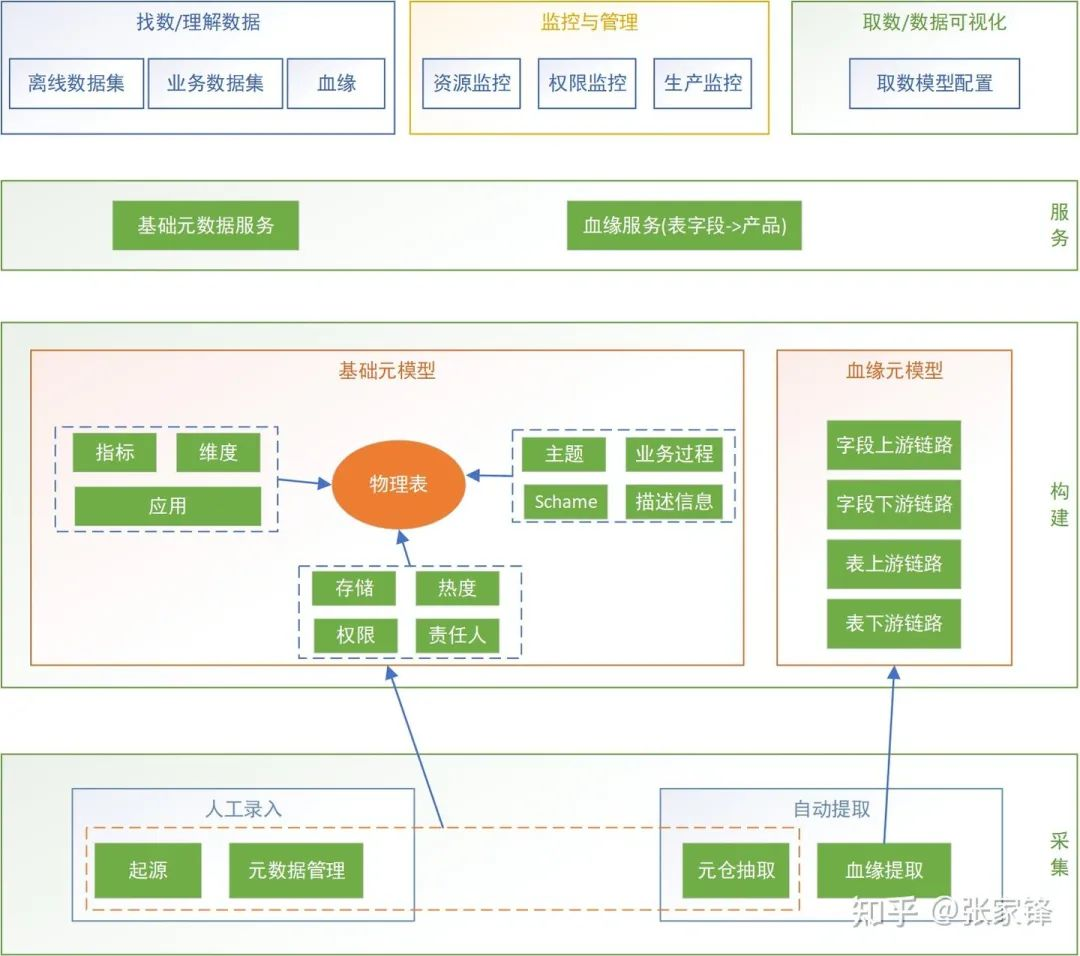 找数/理解数据
离线数据集
业务数据集
血缘
监控与管理
资源监控
权限监控
生产监控
取数/数据可视化
取数模型配置
基础元数据服务
血缘服务(表字段->产品)
服务
基础元模型
指标
维度
应用
物理表
主题
业务过程
Schame
描述信息
存储
热度
权限
责任人
血缘元模型
字段上游链路
字段下游链路
表上游链路
表下游链路
构建
人工录入
起源
元数据管理
自动提取
元仓抽取
血缘提取
采集
知乎 @张家锋